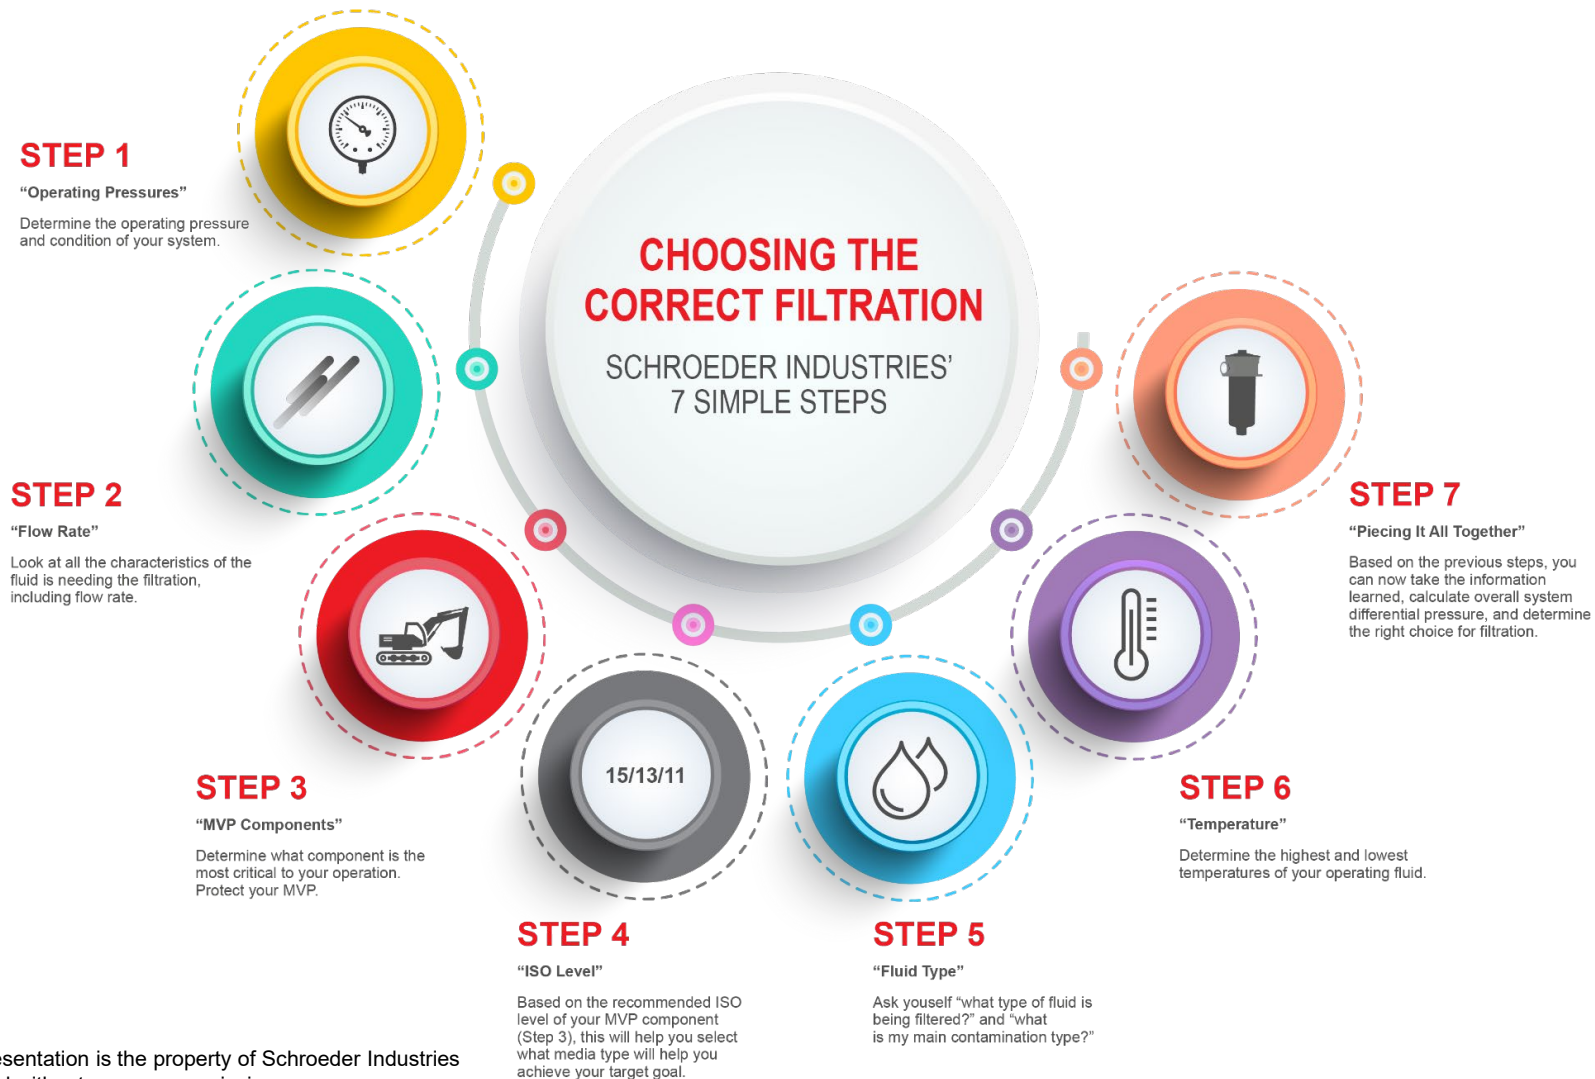 CHOOSING THE
CORRECT FILTRATION
SCHROEDER INDUSTRIES’
7 SIMPLE STEPS
STEP 1
“Operating Pressures”
Determine the operating pressure
and condition of your system.
STEP 2
“Flow Rate”
Look at all the characteristics of the
fluid is needing the filtration,
including flow rate.
STEP 3
“MVP Components”
Determine what component is the
most critical to your operation.
Protect your MVP.
15/13/11
STEP 4
“ISO Level”
Based on the recommended ISO
level of your MVP component
(Step 3), this will help you select
what media type will help you
achieve your target goal.
STEP 5
“Fluid Type”
Ask youself “what type of fluid is
being filtered?” and “what
is my main contamination type?”
STEP 6
“Temperature”
Determine the highest and lowest
temperatures of your operating fluid.
STEP 7
“Piecing It All Together”
Based on the previous steps, you
can now take the information
learned, calculate overall system
differential pressure, and determine
the right choice for filtration.
esentation is the property of Schroeder Industries